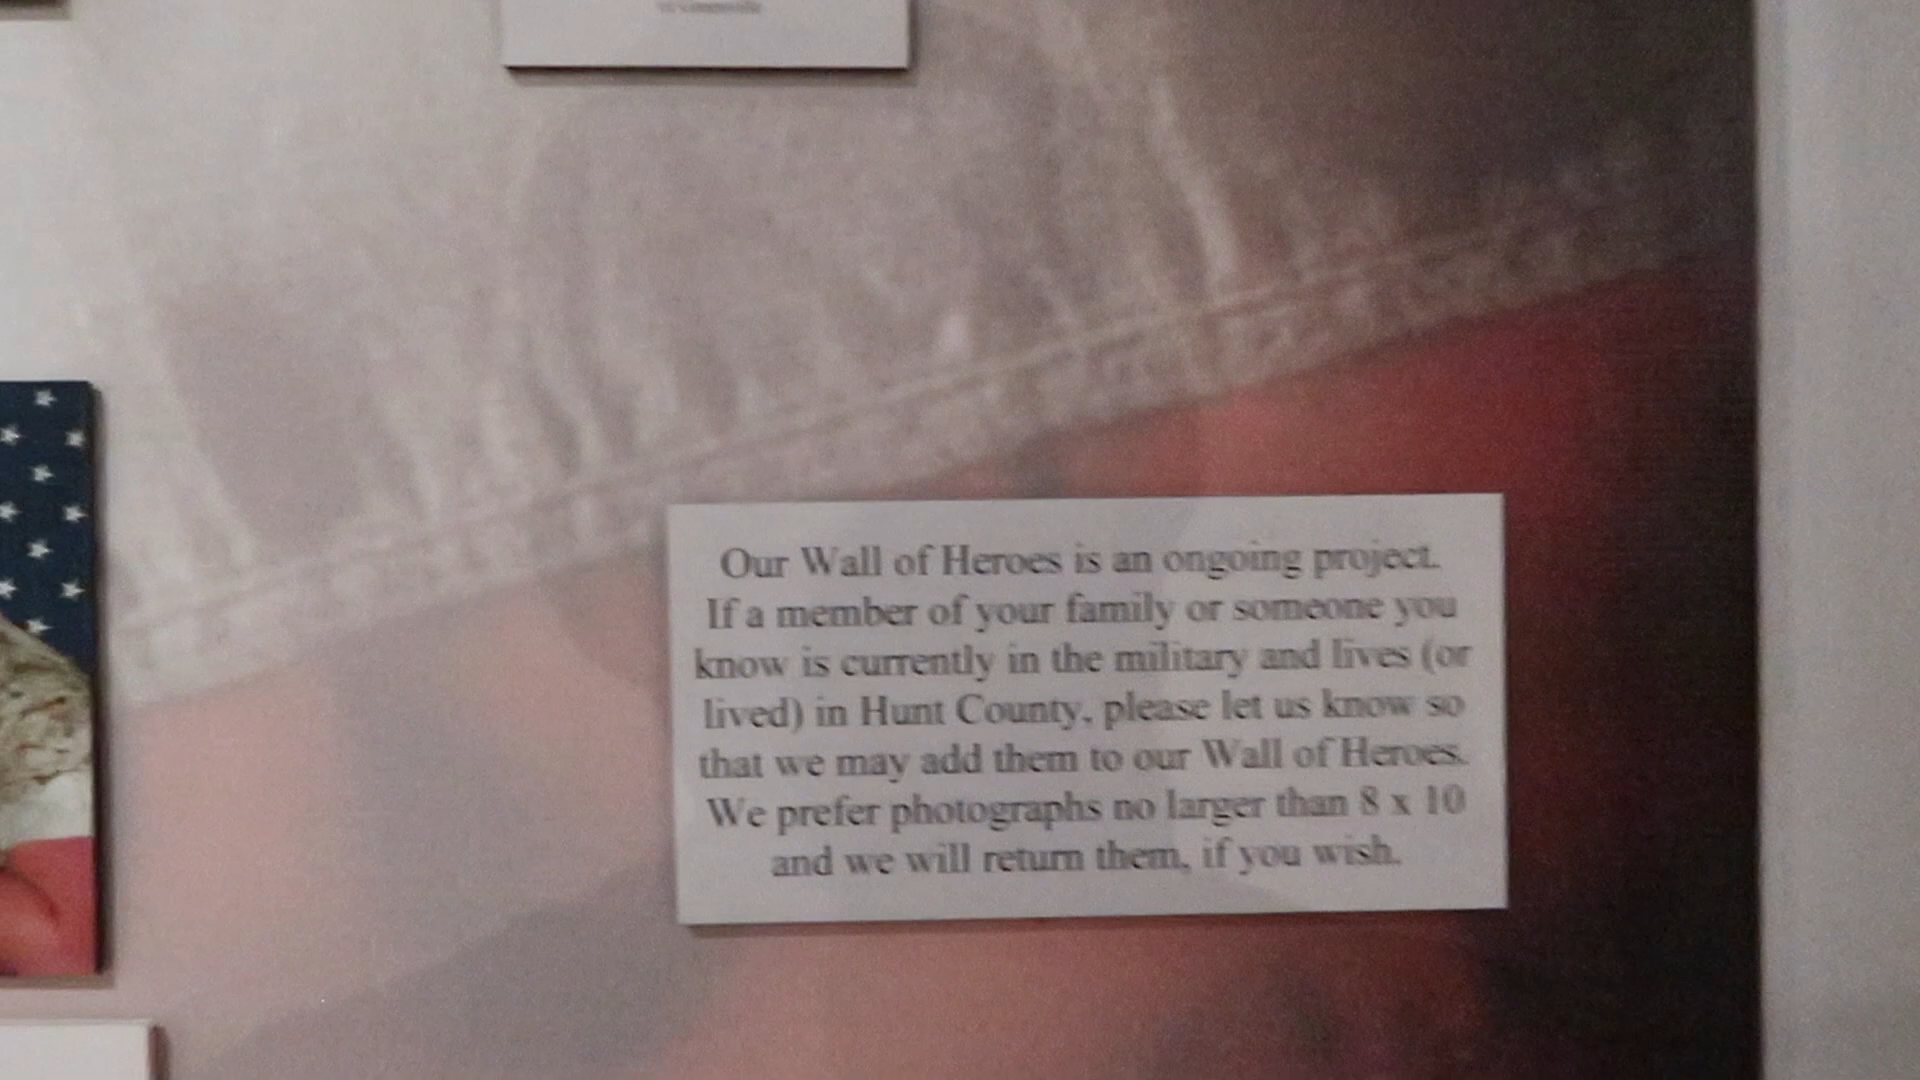 Our Wall of Heroes is an ongoing project.
If a member of your family or someone you
know is currently in the military and lives (or
lived) in Hunt County, please let us know so
that we may add them to our Wall of Heroes.
We prefer photographs no larger than 8 x 10
and we will return them, if you wish.